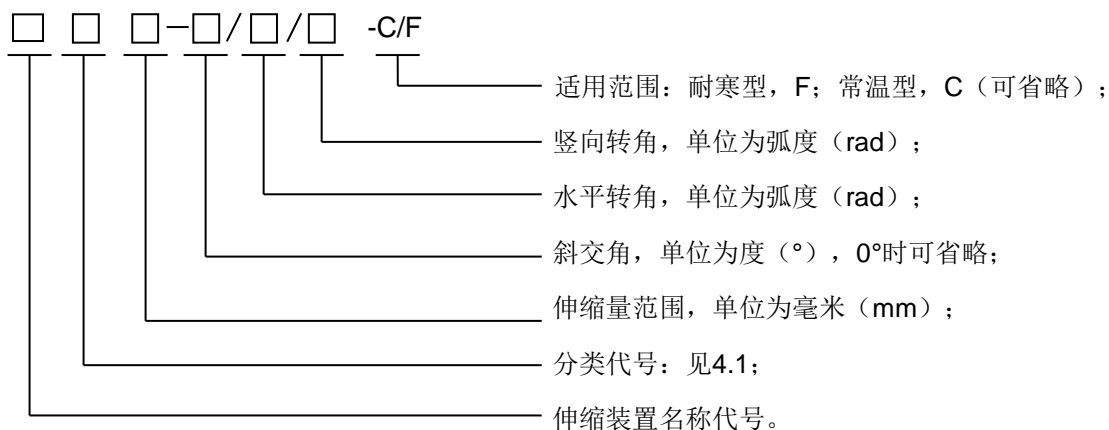 □ □ □-□/□/□ -C/F
适用范围：耐寒型，F；常温型，C（可省略）；
竖向转角，单位为弧度（rad）；
水平转角，单位为弧度（rad）；
斜交角，单位为度（°），0°时可省略；
伸缩量范围，单位为毫米（mm）；
分类代号：见4.1；
伸缩装置名称代号。